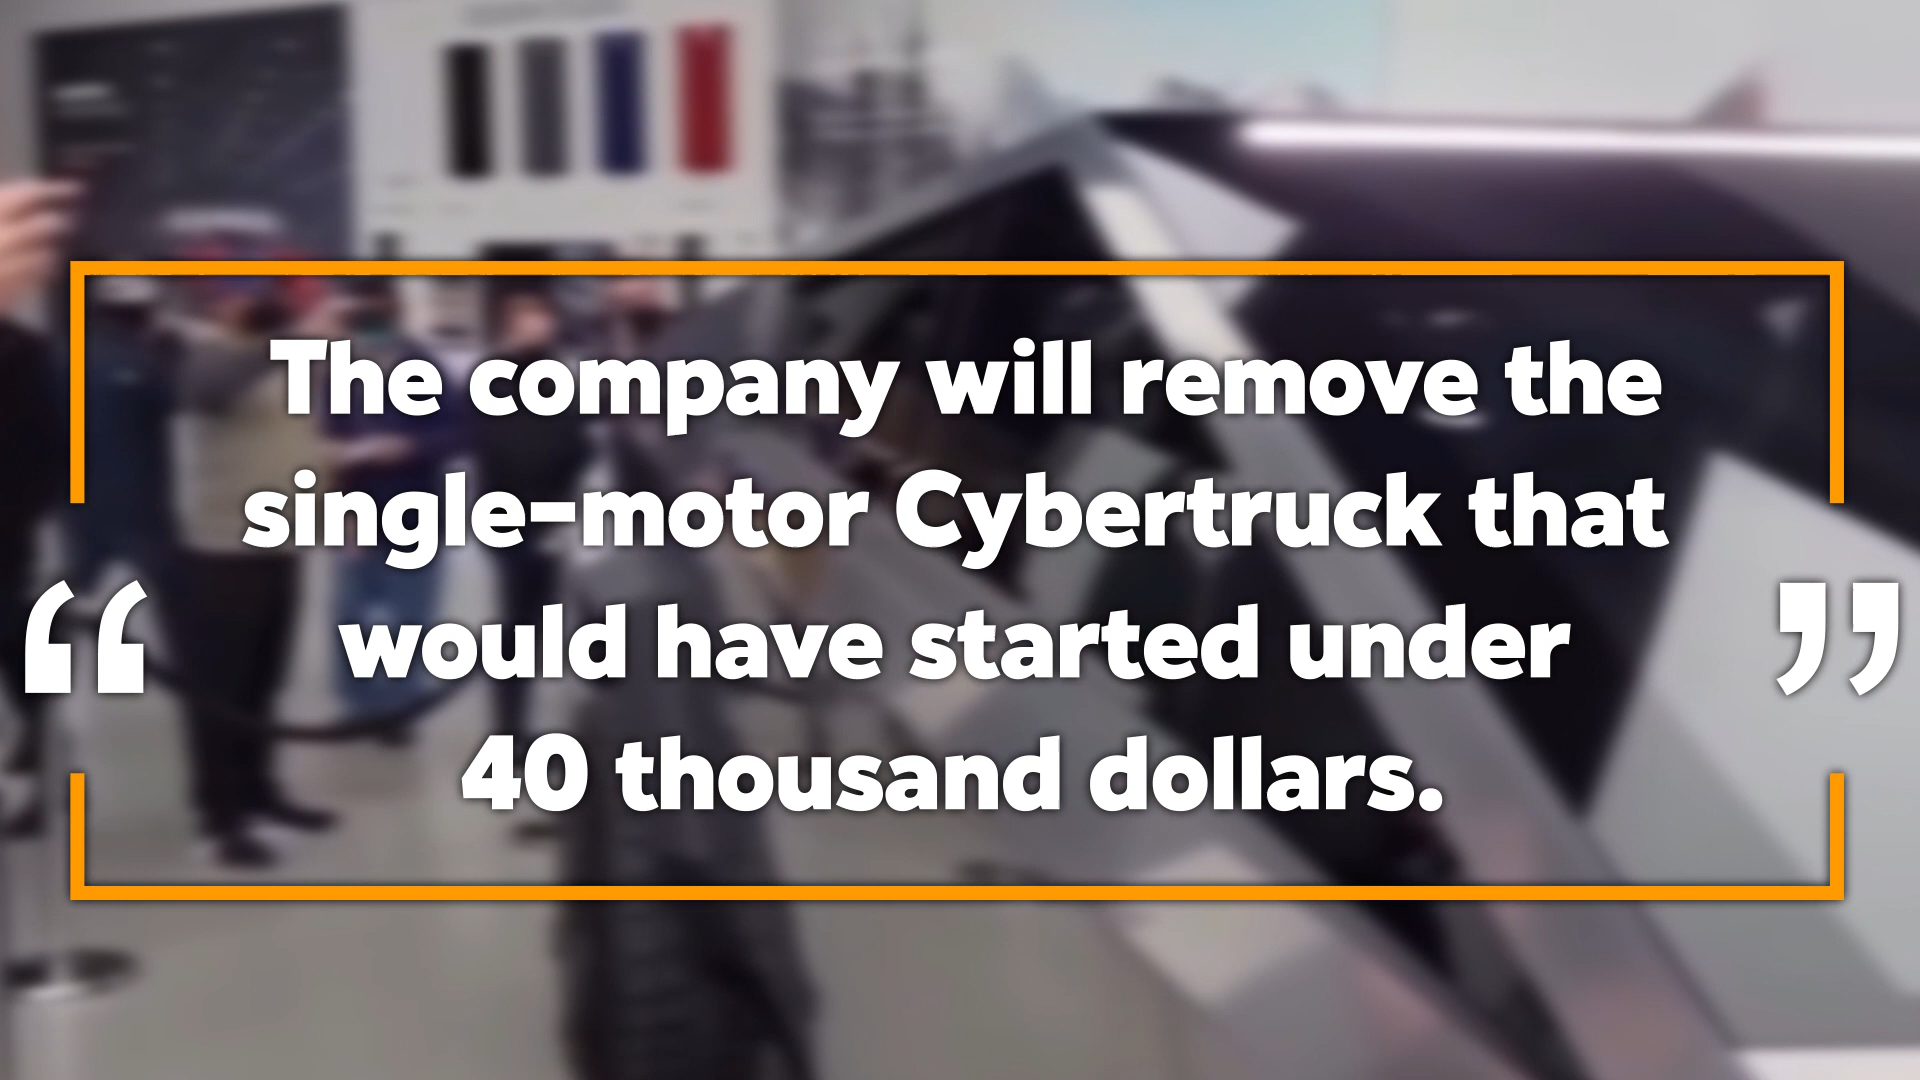 The company will remove the
single-motor Cybertruck that
would have started under
“ ”
40 thousand dollars.